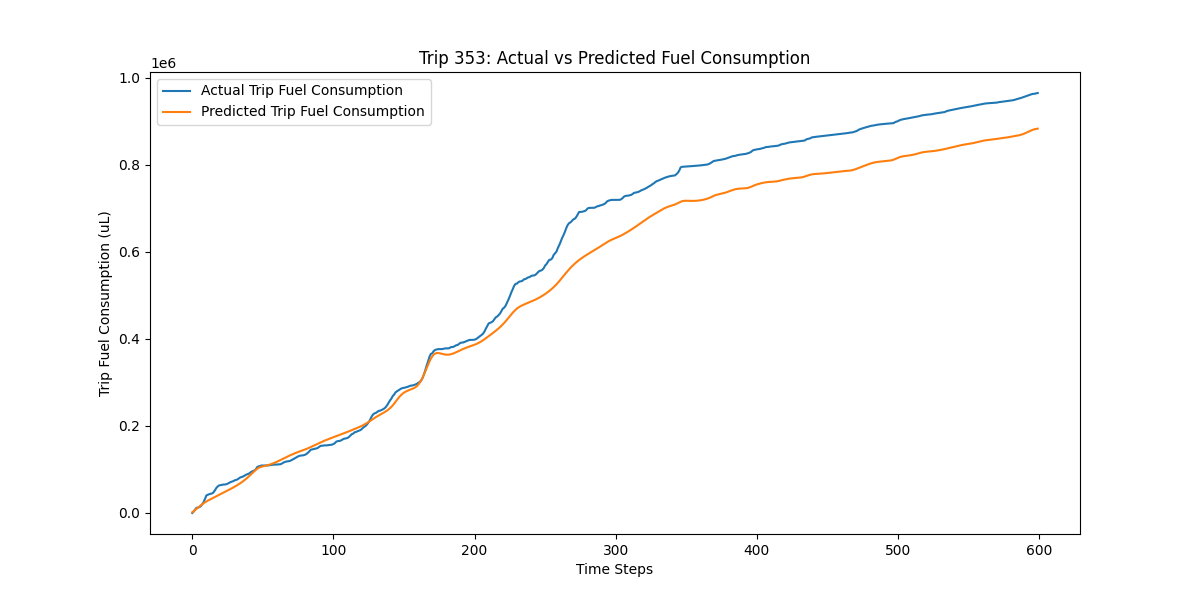 Trip 353: Actual vs Predicted Fuel Consumption
1e6
Actual Trip Fuel Consumption
Predicted Trip Fuel Consumption
1.0
0.8
0.6
0.4
0.2
0.0
Trip Fuel Consumption (uL)
0 100 200 300 400 500 600
Time Steps